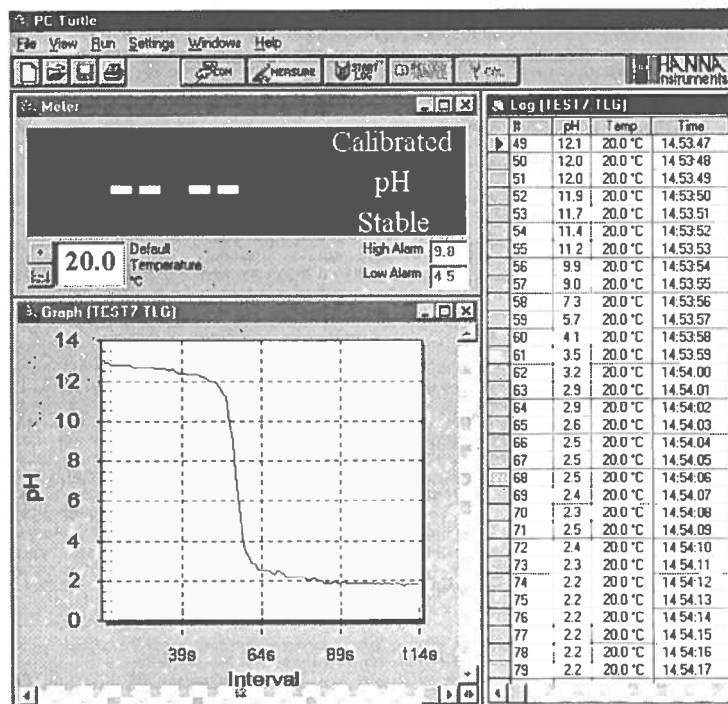 PC Turtle
File View Run Settings Windows Help
COM MEASURE START LOG CAL
HANNA
Instruments
Meter
Calibrated
pH
Stable
-- --
20.0
Default
Temperature
°C
High Alarm 9.8
Low Alarm 4.5
Graph (TEST7 TLG)
14
12
10
8
6
4
2
0
pH
39s 64s 89s 114s
Interval
Log (TEST7 TLG)
# pH Temp Time
49 12.1 20.0 °C 14:53:47
50 12.0 20.0 °C 14:53:48
51 12.0 20.0 °C 14:53:49
52 11.9 20.0 °C 14:53:50
53 11.7 20.0 °C 14:53:51
54 11.4 20.0 °C 14:53:52
55 11.2 20.0 °C 14:53:53
56 9.9 20.0 °C 14:53:54
57 9.0 20.0 °C 14:53:55
58 7.3 20.0 °C 14:53:56
59 5.7 20.0 °C 14:53:57
60 4.1 20.0 °C 14:53:58
61 3.5 20.0 °C 14:53:59
62 3.2 20.0 °C 14:54:00
63 2.9 20.0 °C 14:54:01
64 2.9 20.0 °C 14:54:02
65 2.6 20.0 °C 14:54:03
66 2.5 20.0 °C 14:54:04
67 2.5 20.0 °C 14:54:05
68 2.5 20.0 °C 14:54:06
69 2.4 20.0 °C 14:54:07
70 2.3 20.0 °C 14:54:08
71 2.5 20.0 °C 14:54:09
72 2.4 20.0 °C 14:54:10
73 2.3 20.0 °C 14:54:11
74 2.2 20.0 °C 14:54:12
75 2.2 20.0 °C 14:54:13
76 2.2 20.0 °C 14:54:14
77 2.2 20.0 °C 14:54:15
78 2.2 20.0 °C 14:54:16
79 2.2 20.0 °C 14:54:17